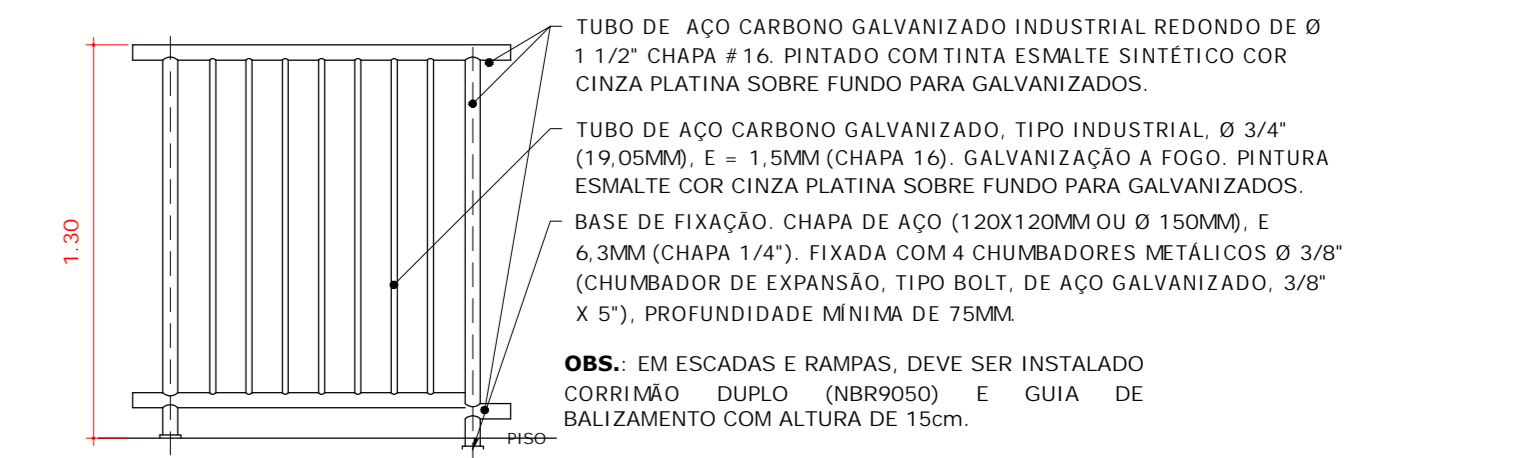 TUBO DE AÇO CARBONO GALVANIZADO INDUSTRIAL REDONDO DE Ø
1 1/2" CHAPA #16. PINTADO COM TINTA ESMALTE SINTÉTICO COR
CINZA PLATINA SOBRE FUNDO PARA GALVANIZADOS.
TUBO DE AÇO CARBONO GALVANIZADO, TIPO INDUSTRIAL, Ø 3/4"
(19,05MM), E = 1,5MM (CHAPA 16). GALVANIZAÇÃO A FOGO. PINTURA
ESMALTE COR CINZA PLATINA SOBRE FUNDO PARA GALVANIZADOS.
BASE DE FIXAÇÃO. CHAPA DE AÇO (120X120MM OU Ø 150MM), E
6,3MM (CHAPA 1/4"). FIXADA COM 4 CHUMBADORES METÁLICOS Ø 3/8"
(CHUMBADOR DE EXPANSÃO, TIPO BOLT, DE AÇO GALVANIZADO, 3/8"
X 5"), PROFUNDIDADE MÍNIMA DE 75MM.
OBS.: EM ESCADAS E RAMPAS, DEVE SER INSTALADO
CORRIMÃO DUPLO (NBR9050) E GUIA DE
BALIZAMENTO COM ALTURA DE 15cm.
1.30
PISO